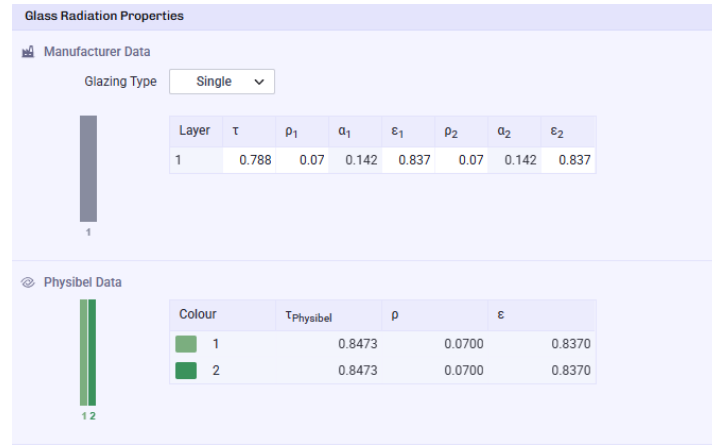 Glass Radiation Properties
Manufacturer Data
Glazing Type Single
Layer τ ρ₁ α₁ ε₁ ρ₂ α₂ ε₂
1 0.788 0.07 0.142 0.837 0.07 0.142 0.837
1
Physibel Data
Colour τPhysibel ρ ε
1 0.8473 0.0700 0.8370
2 0.8473 0.0700 0.8370
1 2